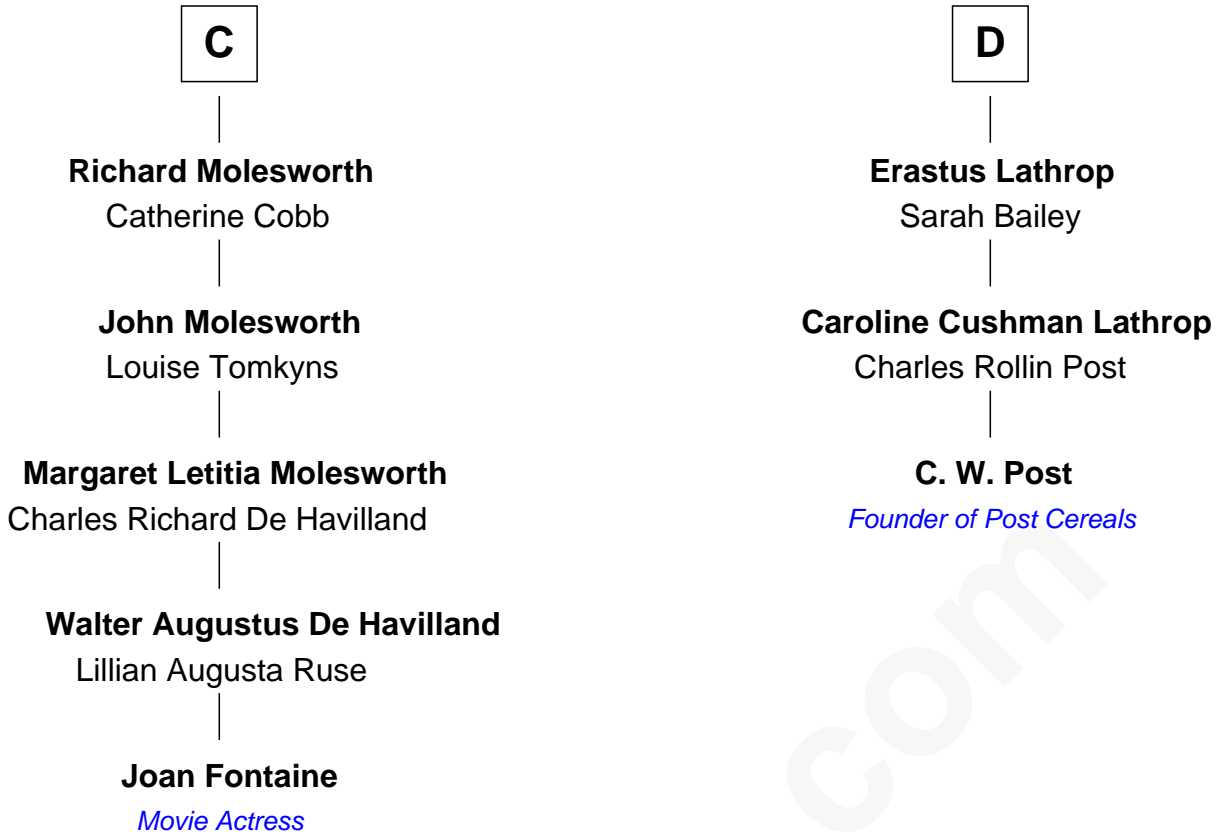 C
Richard Molesworth
Catherine Cobb
John Molesworth
Louise Tomkyns
Margaret Letitia Molesworth
Charles Richard De Havilland
Walter Augustus De Havilland
Lillian Augusta Ruse
Joan Fontaine
Movie Actress
D
Erastus Lathrop
Sarah Bailey
Caroline Cushman Lathrop
Charles Rollin Post
C. W. Post
Founder of Post Cereals
com